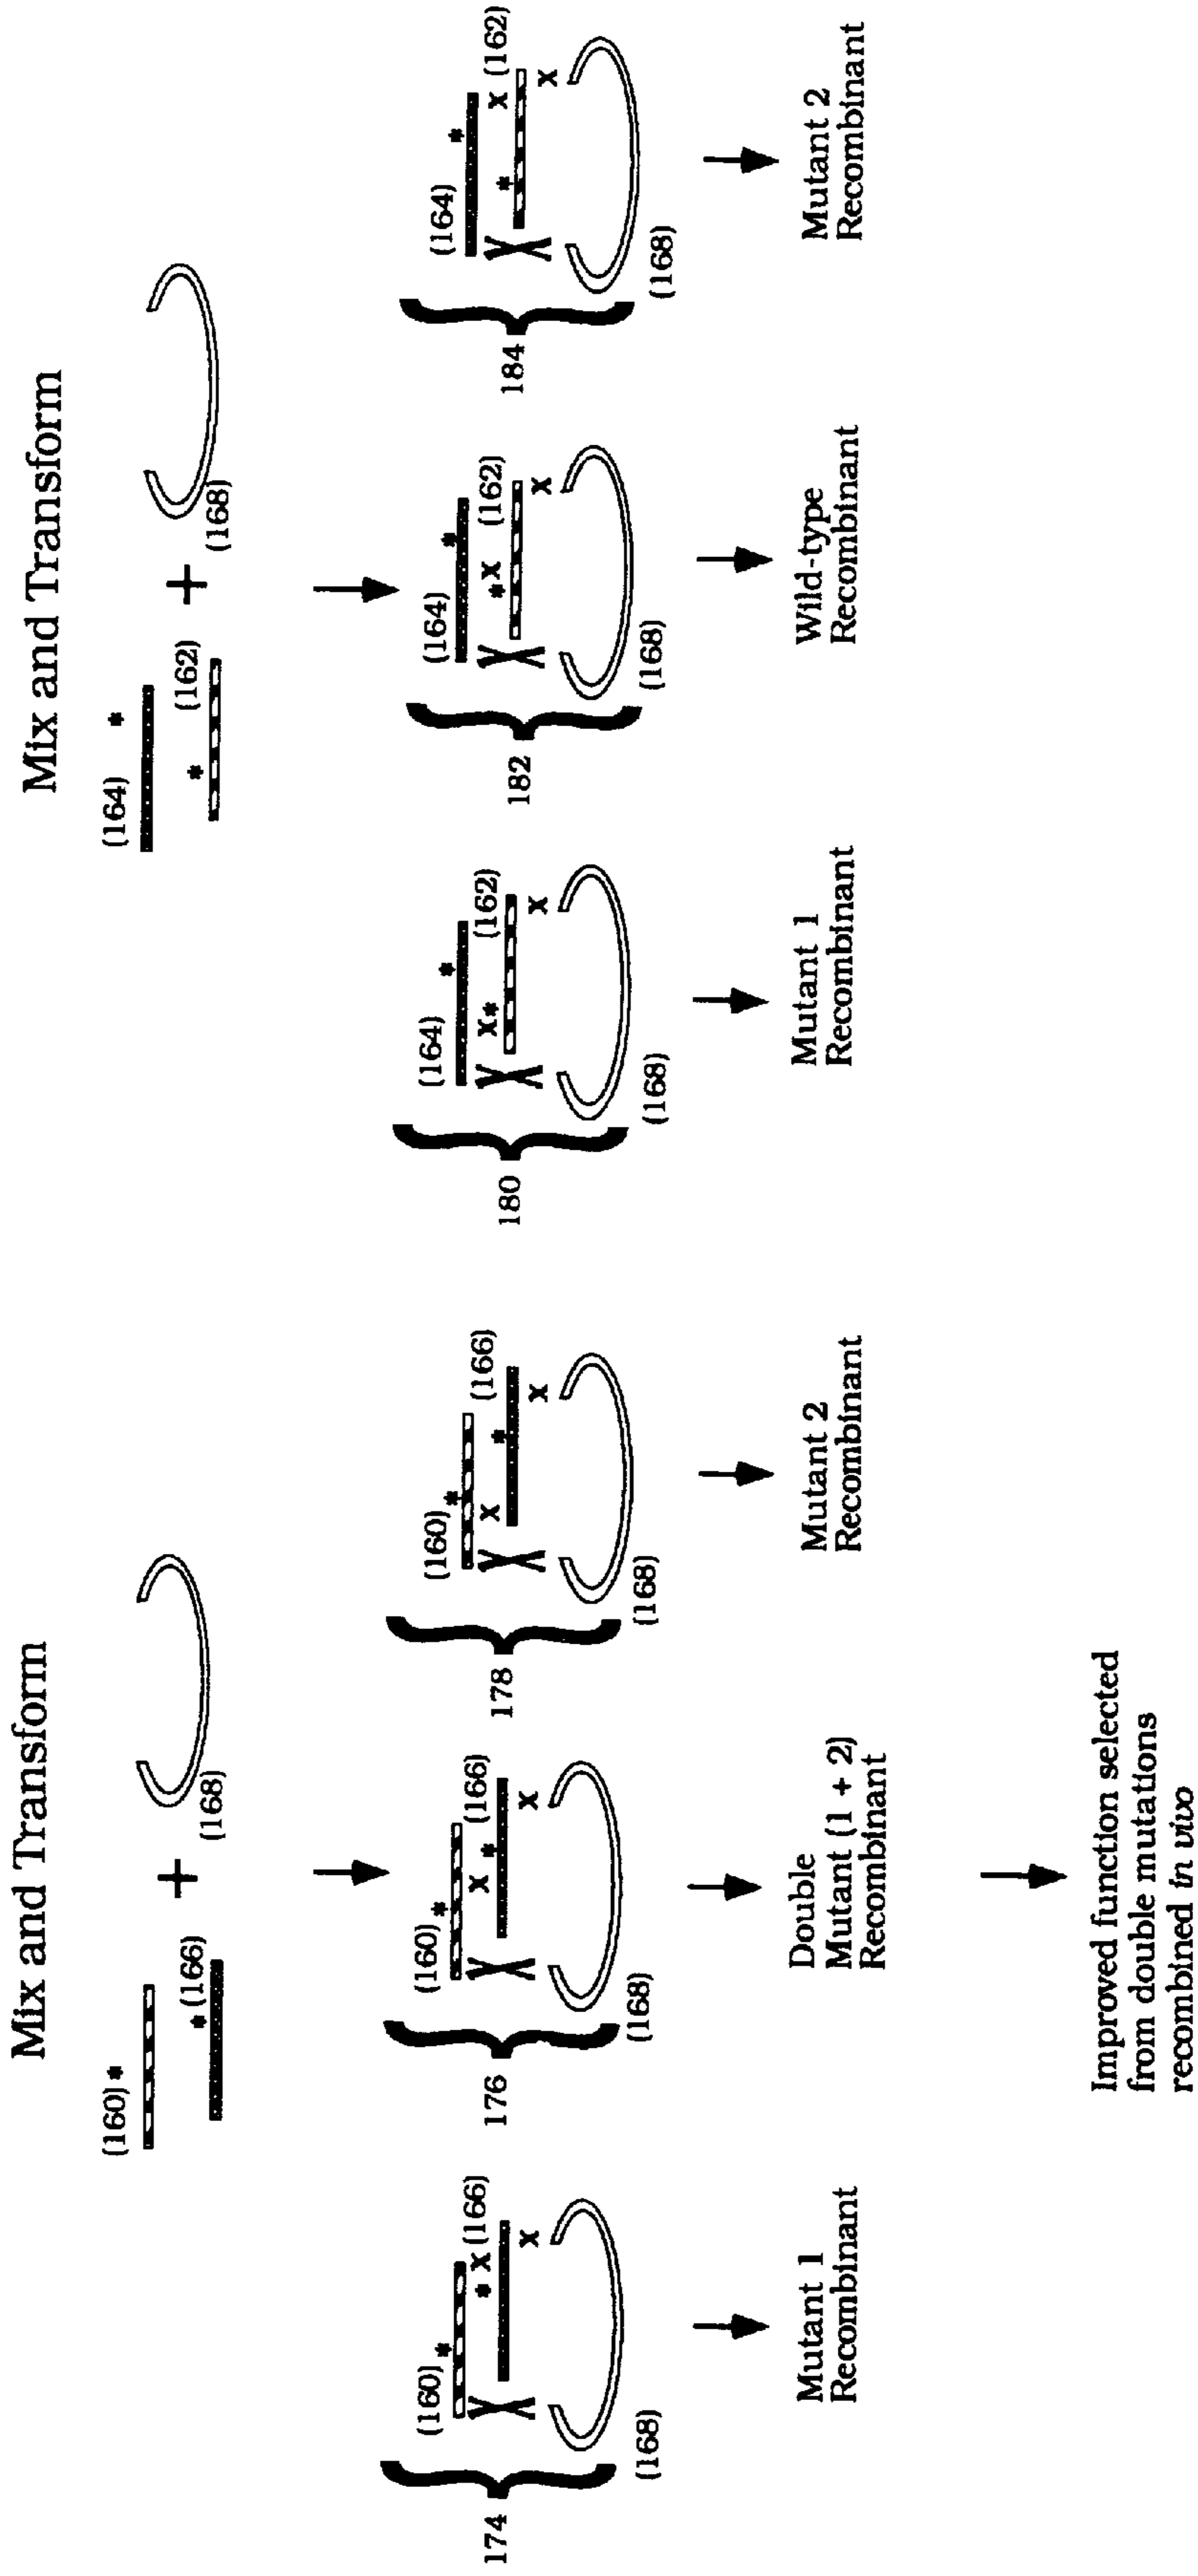 Mix and Transform
(160) *
* (166)
+
(168)
174
(160)
*
* X (166)
X
X
(168)
Mutant 1
Recombinant
176
(160)
*
X * (166)
X
X
(168)
Double
Mutant (1 + 2)
Recombinant
178
(160)
*
X * (166)
X
X
(168)
Mutant 2
Recombinant
Improved function selected
from double mutations
recombined in vivo
Mix and Transform
(164) *
* (162)
+
(168)
180
(164)
*
X * (162)
X
X
(168)
Mutant 1
Recombinant
182
(164)
*
* X (162)
X
X
(168)
Wild-type
Recombinant
184
(164)
*
* X (162)
X
X
(168)
Mutant 2
Recombinant